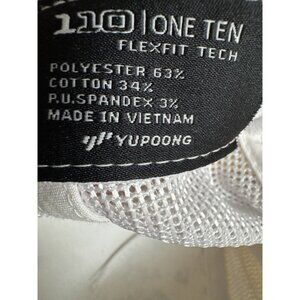 110 | ONE TEN
FLEXFIT TECH
POLYESTER 63%
COTTON 34%
P.U.SPANDEX 3%
MADE IN VIETNAM
YUPOONG